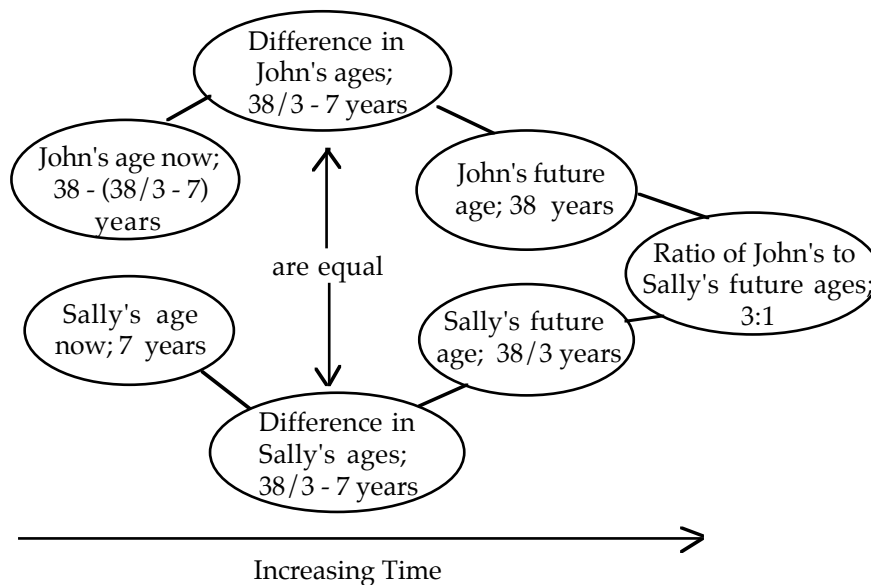 Difference in
John's ages;
38/3 - 7 years
John's age now;
38 - (38/3 - 7)
years
John's future
age; 38 years
are equal
Ratio of John's to
Sally's future ages;
3:1
Sally's age
now; 7 years
Sally's future
age; 38/3 years
Difference in
Sally's ages;
38/3 - 7 years
Increasing Time